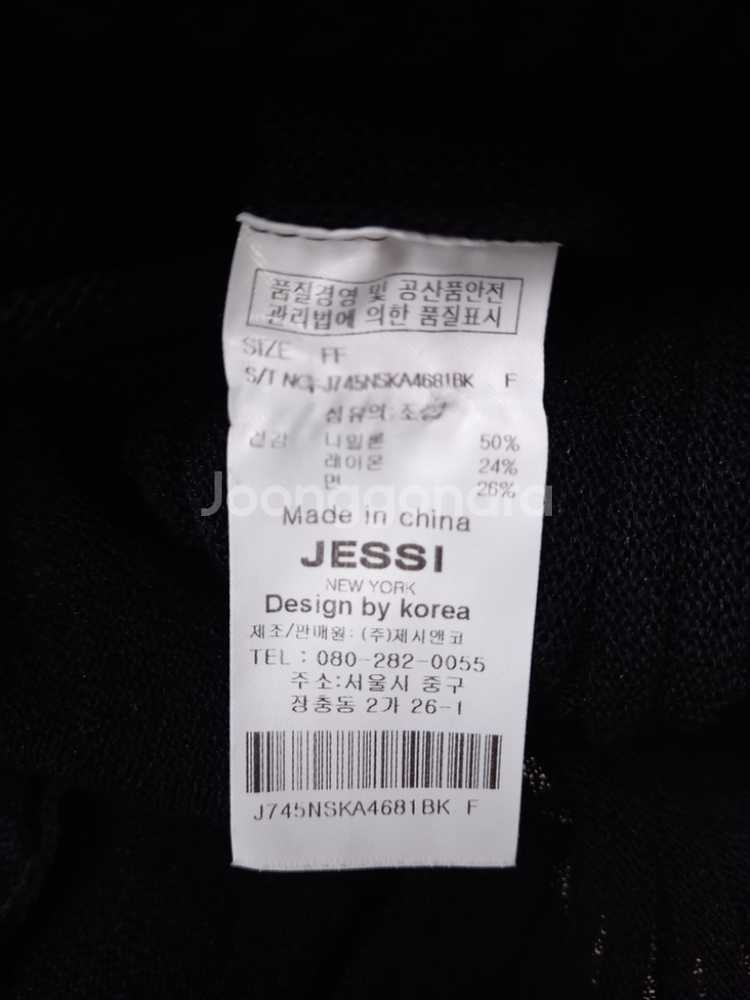 품질경영 및 공산품안전
관리법에 의한 품질표시
SIZE FF
S/T NO. J745NSKA4681BK F
섬유의 조성
겉감 나일론 50%
레이온 24%
면 26%
Joonggonara
Made in china
JESSI
NEW YORK
Design by korea
제조/판매원: (주)제시앤코
TEL : 080-282-0055
주소:서울시 중구
장충동 2가 26-1
J745NSKA4681BK F